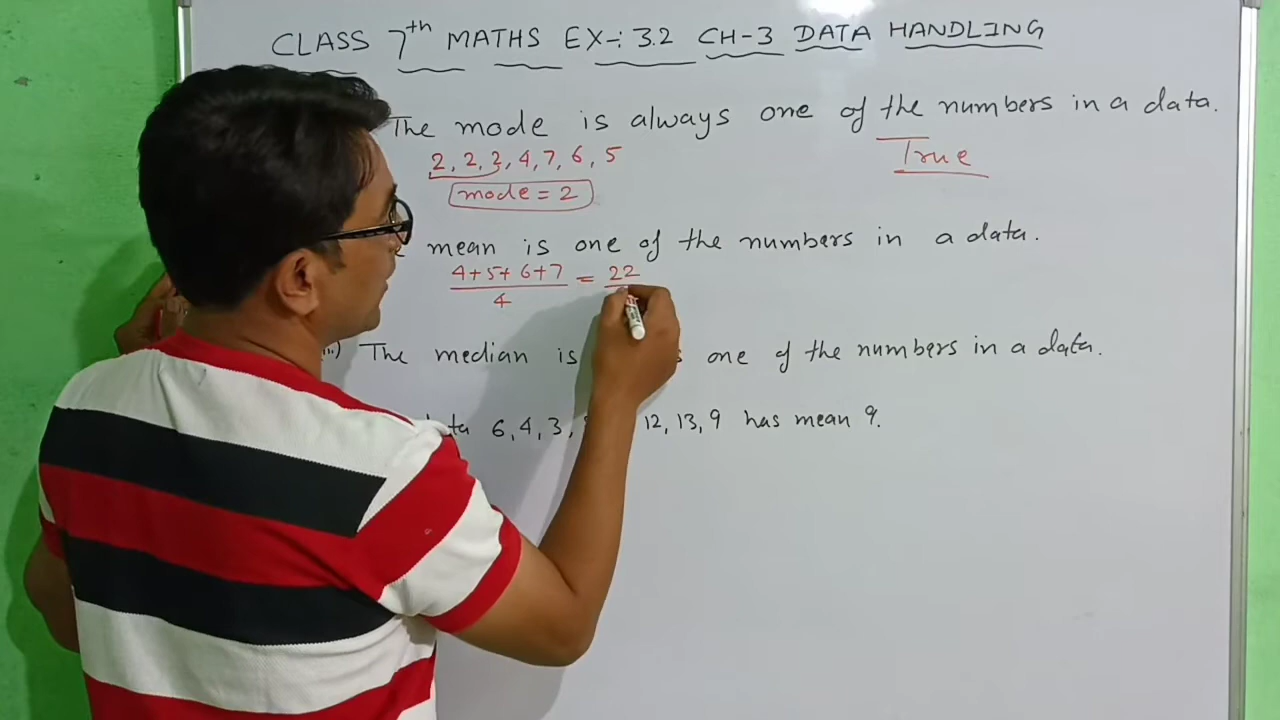 CLASS 7th MATHS EX-: 3.2 CH-3 DATA HANDLING
The mode is always one of the numbers in a data.
2, 2, 2, 4, 7, 6, 5 True
mode = 2
mean is one of the numbers in a data.
4+5+6+7 = 22
4
The median is one of the numbers in a data.
6, 4, 3, 12, 13, 9 has mean 9.